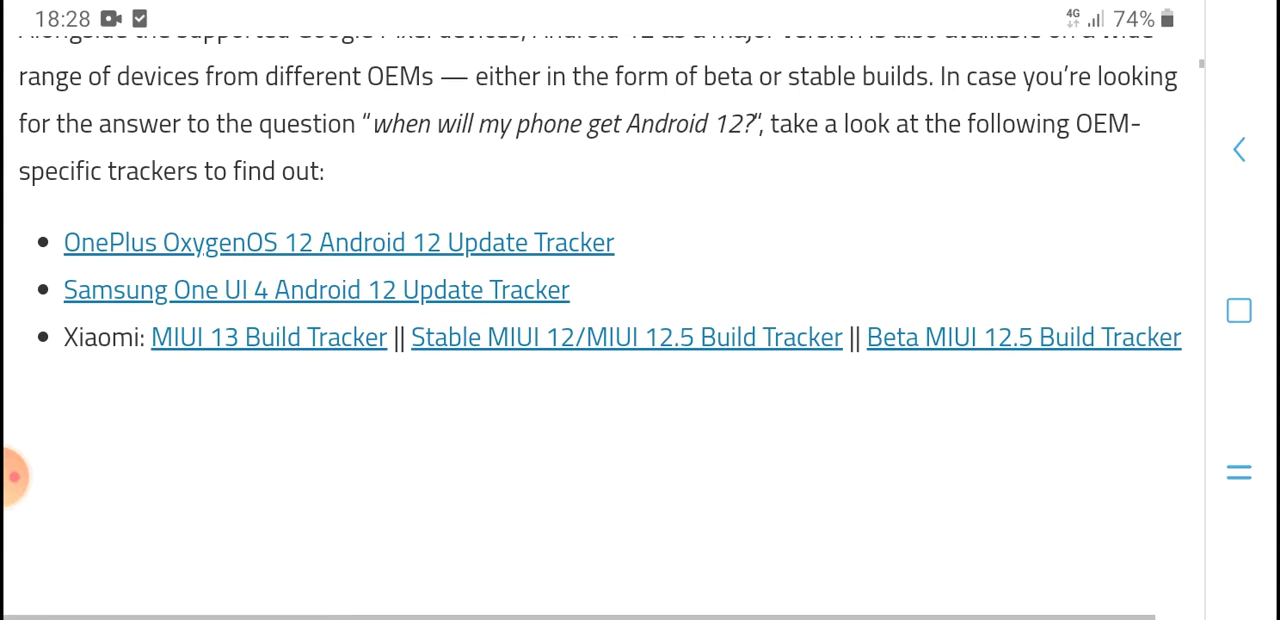 18:28 4G 74%
range of devices from different OEMs — either in the form of beta or stable builds. In case you’re looking
for the answer to the question “when will my phone get Android 12?”, take a look at the following OEM-
specific trackers to find out:
• OnePlus OxygenOS 12 Android 12 Update Tracker
• Samsung One UI 4 Android 12 Update Tracker
• Xiaomi: MIUI 13 Build Tracker || Stable MIUI 12/MIUI 12.5 Build Tracker || Beta MIUI 12.5 Build Tracker